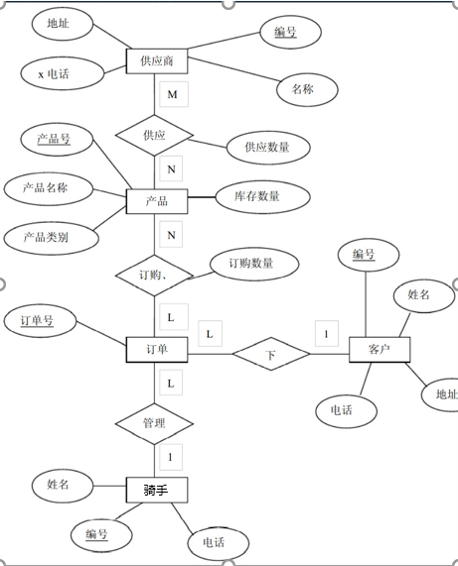 地址
编号
供应商
x 电话
名称
M
供应
产品号
供应数量
N
产品名称
产品
库存数量
N
产品类别
订购、
订购数量
编号
姓名
L
订单号
L
1
订单
下
客户
L
地址
电话
管理
1
姓名
骑手
编号
电话